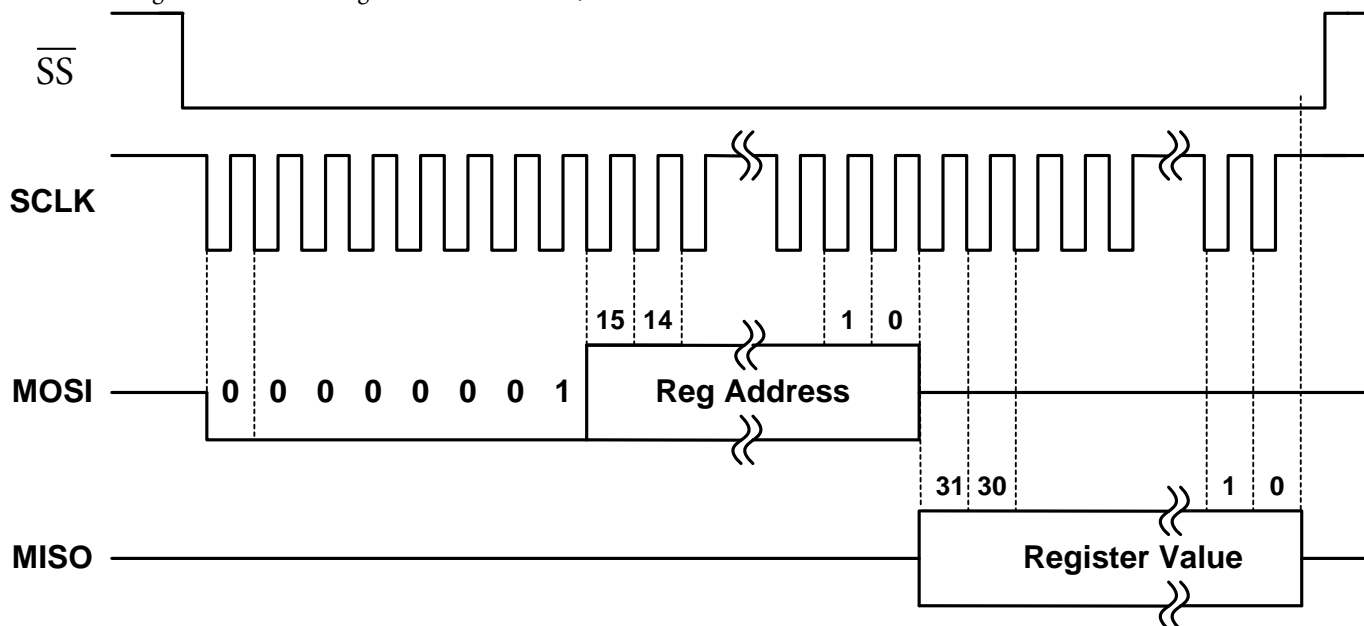 SS
SCLK
15 14 1 0
MOSI 0 0 0 0 0 0 0 1 Reg Address
31 30 1 0
MISO Register Value